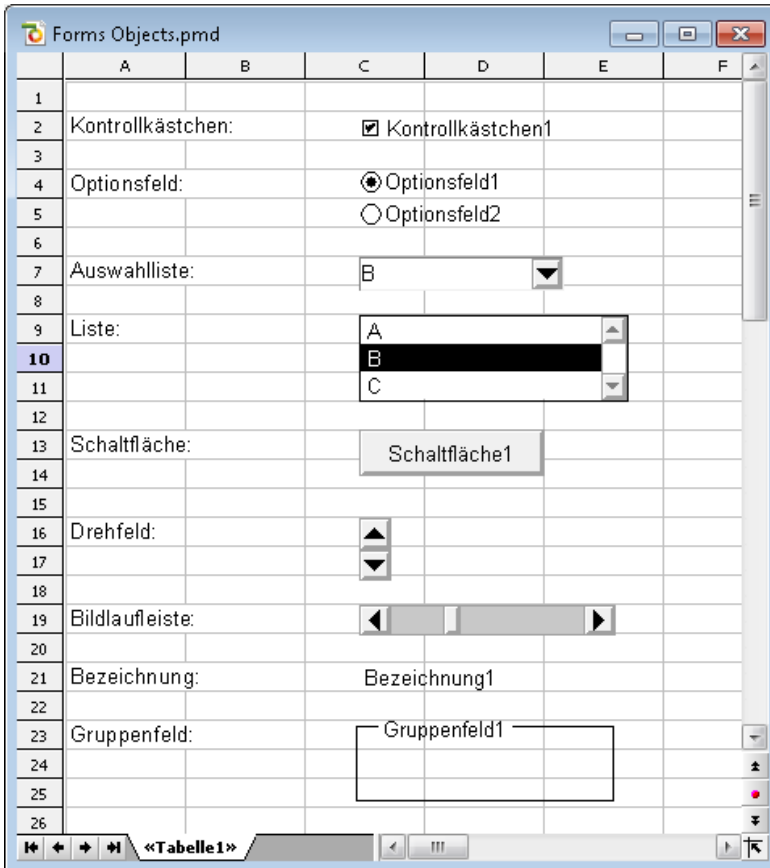 Forms Objects.pmd
A B C D E F
1
2 Kontrollkästchen: Kontrollkästchen1
3
4 Optionsfeld: Optionsfeld1
5 Optionsfeld2
6
7 Auswahlliste: B
8
9 Liste: A
10 B
11 C
12
13 Schaltfläche: Schaltfläche1
14
15
16 Drehfeld:
17
18
19 Bildlaufleiste:
20
21 Bezeichnung: Bezeichnung1
22
23 Gruppenfeld: Gruppenfeld1
24
25
26
«Tabelle1»